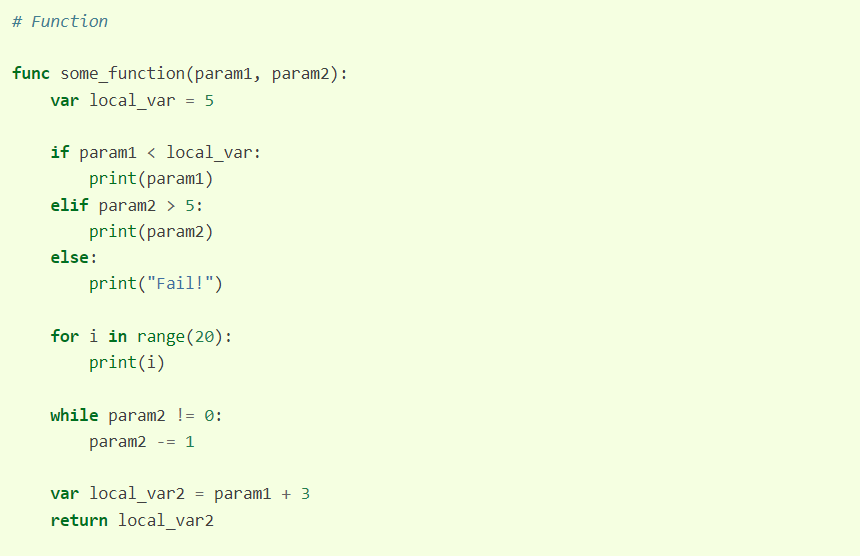 # Function
func some_function(param1, param2):
    var local_var = 5
    if param1 < local_var:
        print(param1)
    elif param2 > 5:
        print(param2)
    else:
        print("Fail!")
    for i in range(20):
        print(i)
    while param2 != 0:
        param2 -= 1
    var local_var2 = param1 + 3
    return local_var2